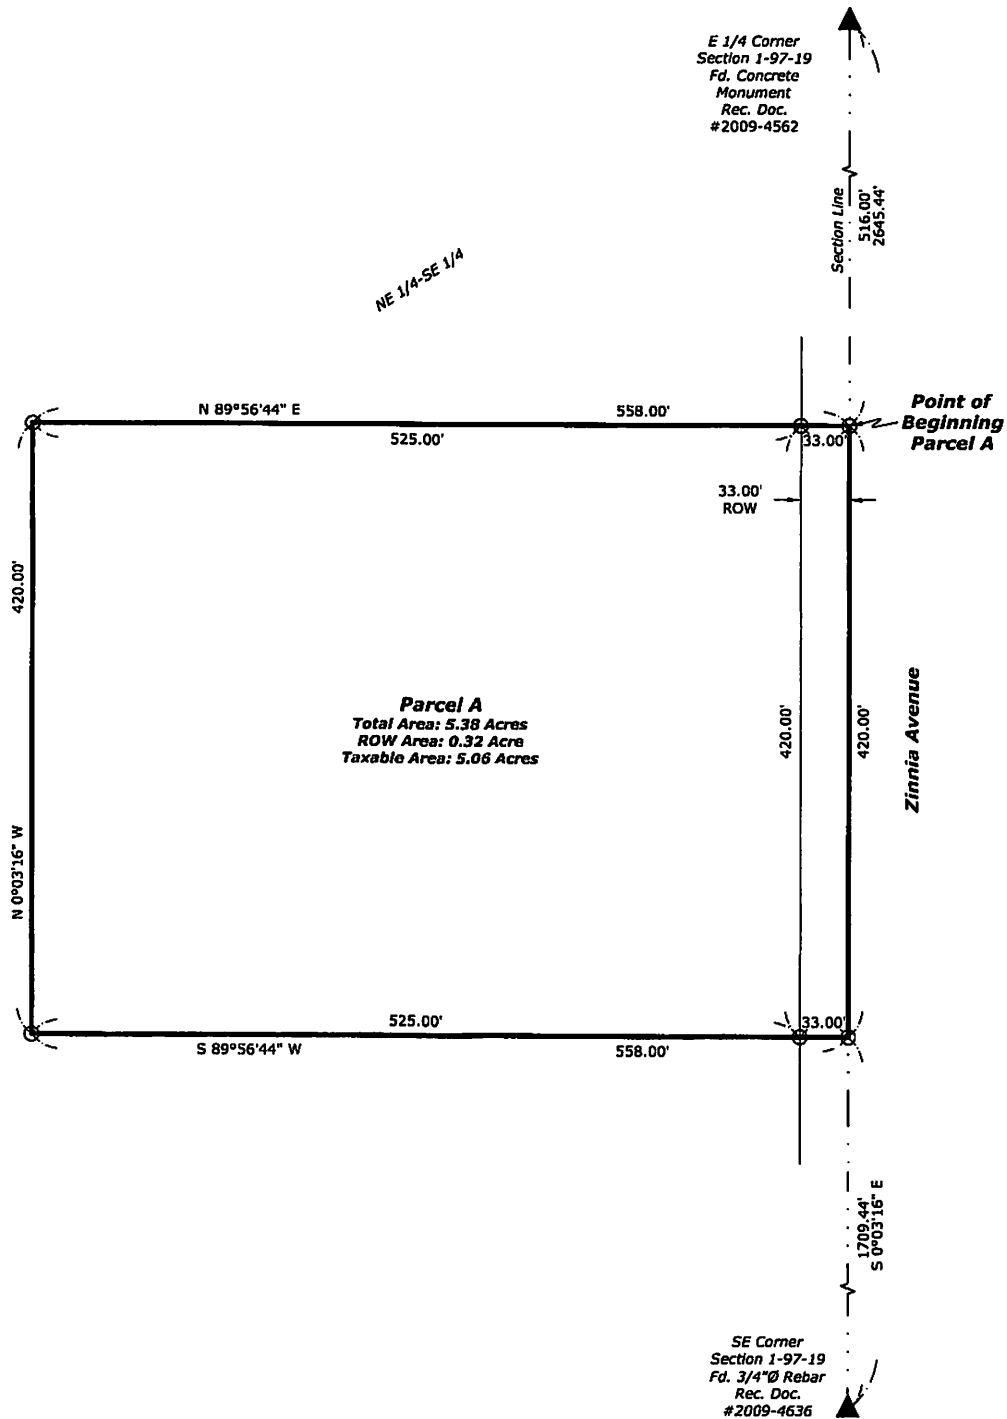 E 1/4 Corner
Section 1-97-19
Fd. Concrete
Monument
Rec. Doc.
#2009-4562
Section Line
516.00'
2645.44'
NE 1/4-SE 1/4
N 89°56'44" E
558.00'
525.00'
33.00'
Point of
Beginning
Parcel A
33.00'
ROW
420.00'
N 0°03'16" W
Parcel A
Total Area: 5.38 Acres
ROW Area: 0.32 Acre
Taxable Area: 5.06 Acres
420.00'
420.00'
Zinnia Avenue
525.00'
33.00'
S 89°56'44" W
558.00'
1709.44'
S 0°03'16" E
SE Corner
Section 1-97-19
Fd. 3/4"Ø Rebar
Rec. Doc.
#2009-4636